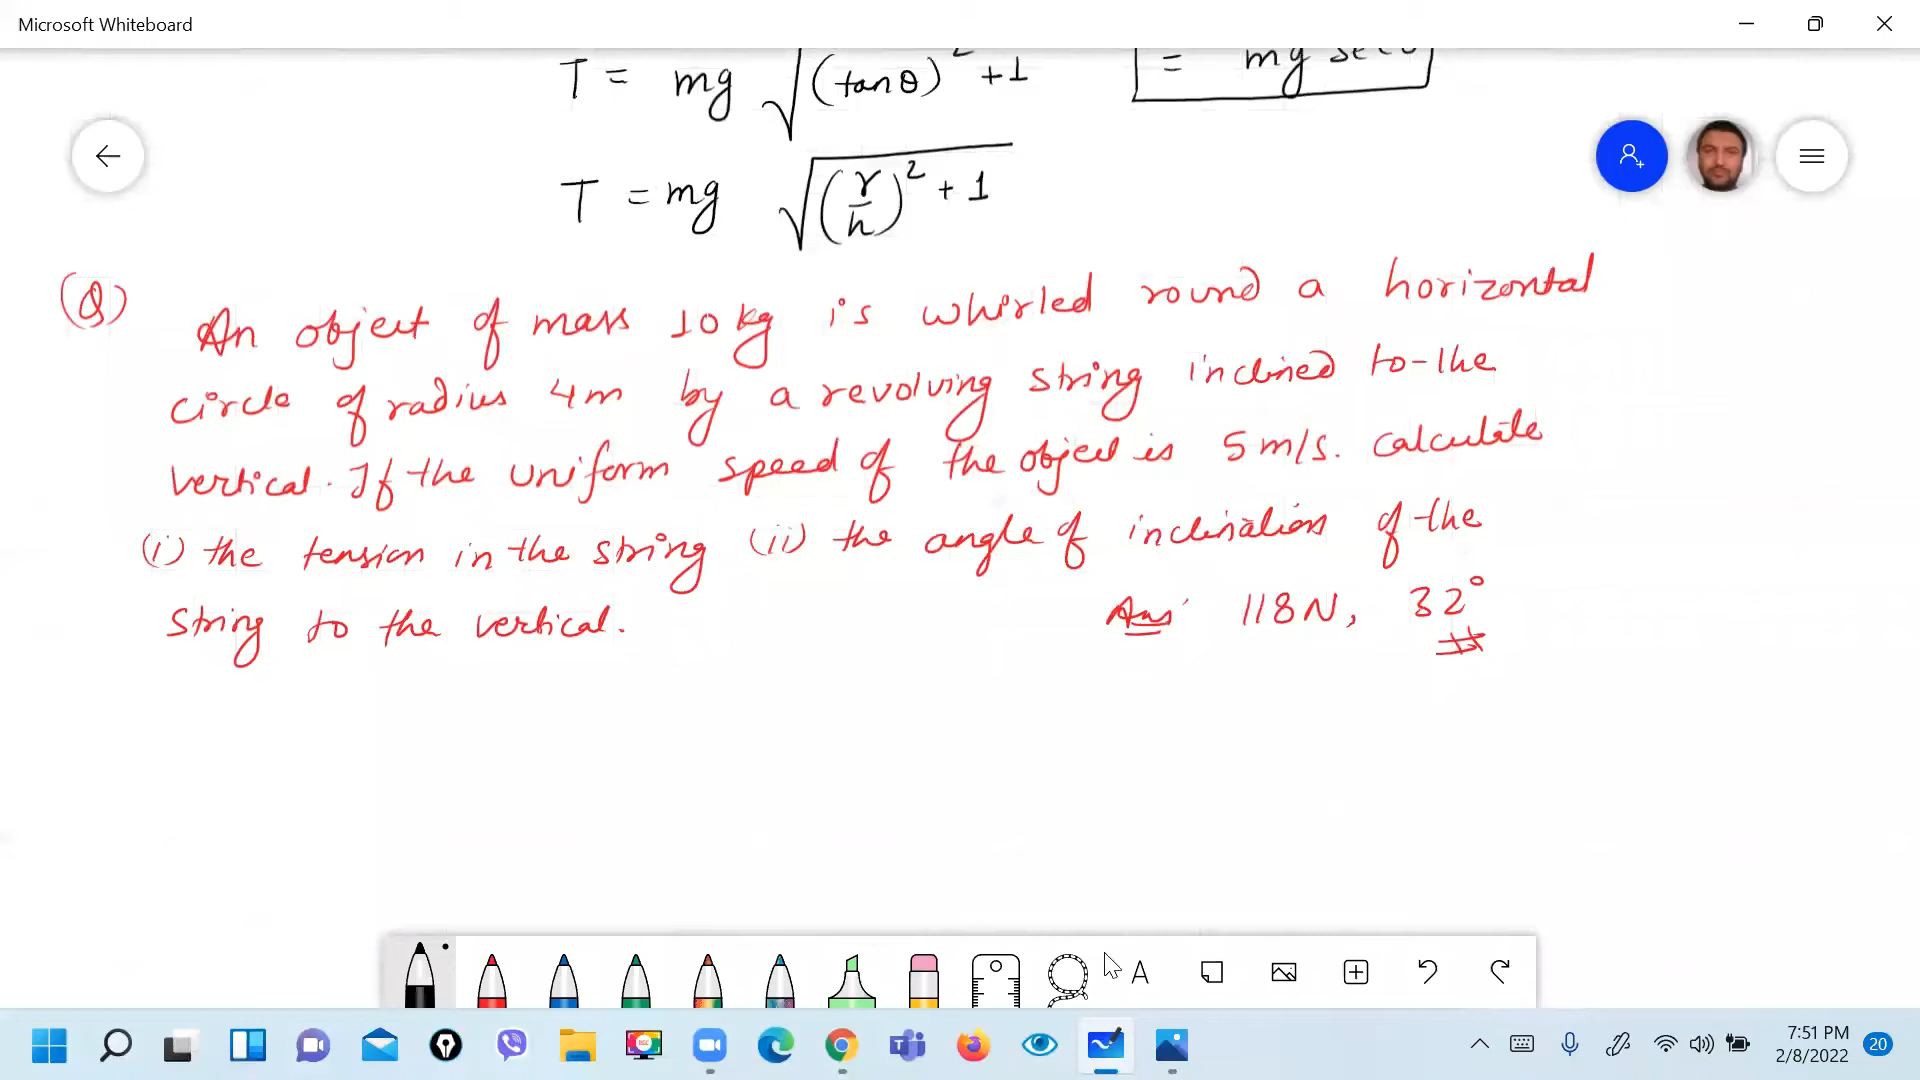 Microsoft Whiteboard
T = mg √(tanθ)² + 1
= mg secθ
T = mg √(r/h)² + 1
(Q) An object of mass 10 kg is whirled round a horizontal
circle of radius 4m by a revolving string inclined to the
vertical. If the uniform speed of the object is 5 m/s. calculate
(i) the tension in the string (ii) the angle of inclination of the
string to the vertical.
Ans 118N, 32°
A
7:51 PM
2/8/2022
20